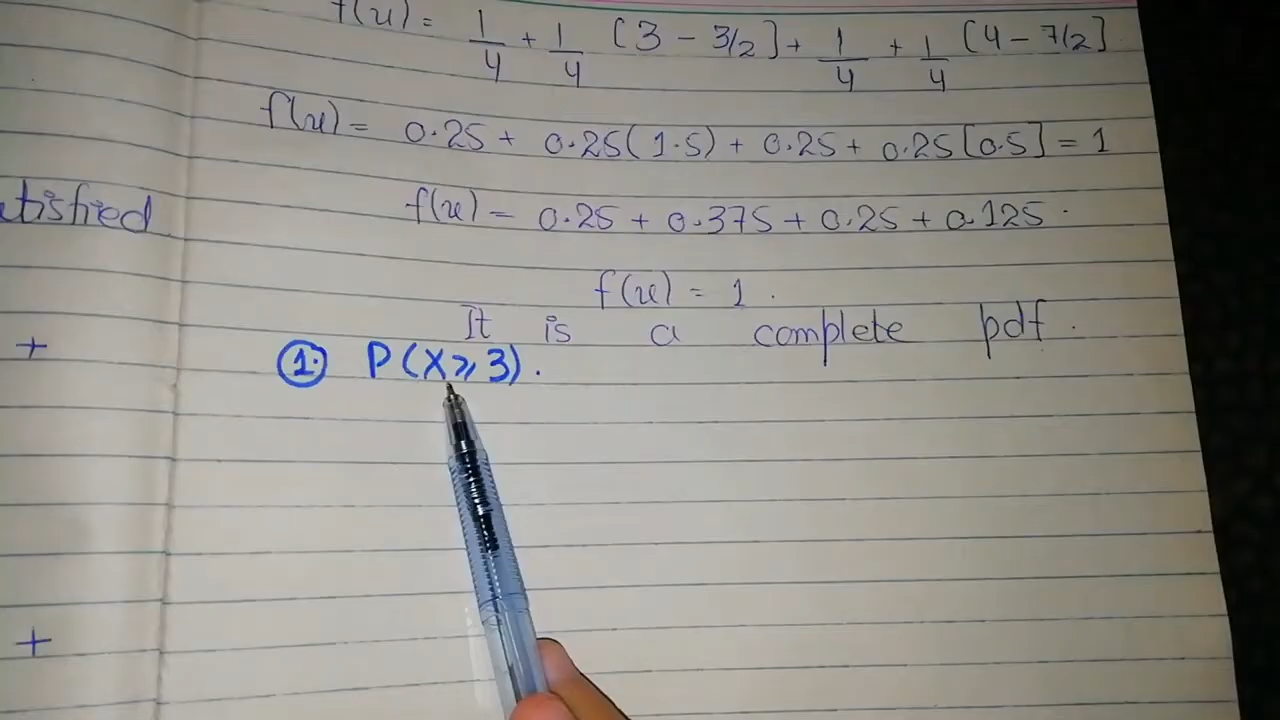 f(x) = 1/4 + 1/4 [3 - 3/2] + 1/4 + 1/4 [4 - 7/2]
f(x) = 0.25 + 0.25(1.5) + 0.25 + 0.25[0.5] = 1
atisfied
f(x) = 0.25 + 0.375 + 0.25 + 0.125.
f(x) = 1.
It is a complete pdf.
+
① P(X ⩾ 3).
+